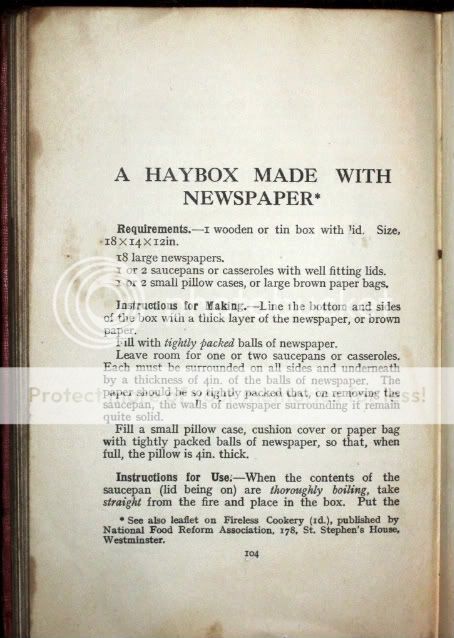 A HAYBOX MADE WITH
NEWSPAPER*
Requirements.—1 wooden or tin box with lid. Size,
18×14×12in.
18 large newspapers.
1 or 2 saucepans or casseroles with well fitting lids.
1 or 2 small pillow cases, or large brown paper bags.
Instructions for Making.—Line the bottom and sides
of the box with a thick layer of the newspaper, or brown
paper.
Fill with tightly packed balls of newspaper.
Leave room for one or two saucepans or casseroles.
Each must be surrounded on all sides and underneath
by a thickness of 4in. of the balls of newspaper. The
paper should be so tightly packed that, on removing the
saucepan, the walls of newspaper surrounding it remain
quite solid.
Fill a small pillow case, cushion cover or paper bag
with tightly packed balls of newspaper, so that, when
full, the pillow is 4in. thick.
Instructions for Use.—When the contents of the
saucepan (lid being on) are thoroughly boiling, take
straight from the fire and place in the box. Put the
* See also leaflet on Fireless Cookery (1d.), published by
National Food Reform Association, 178, St. Stephen's House,
Westminster.
104